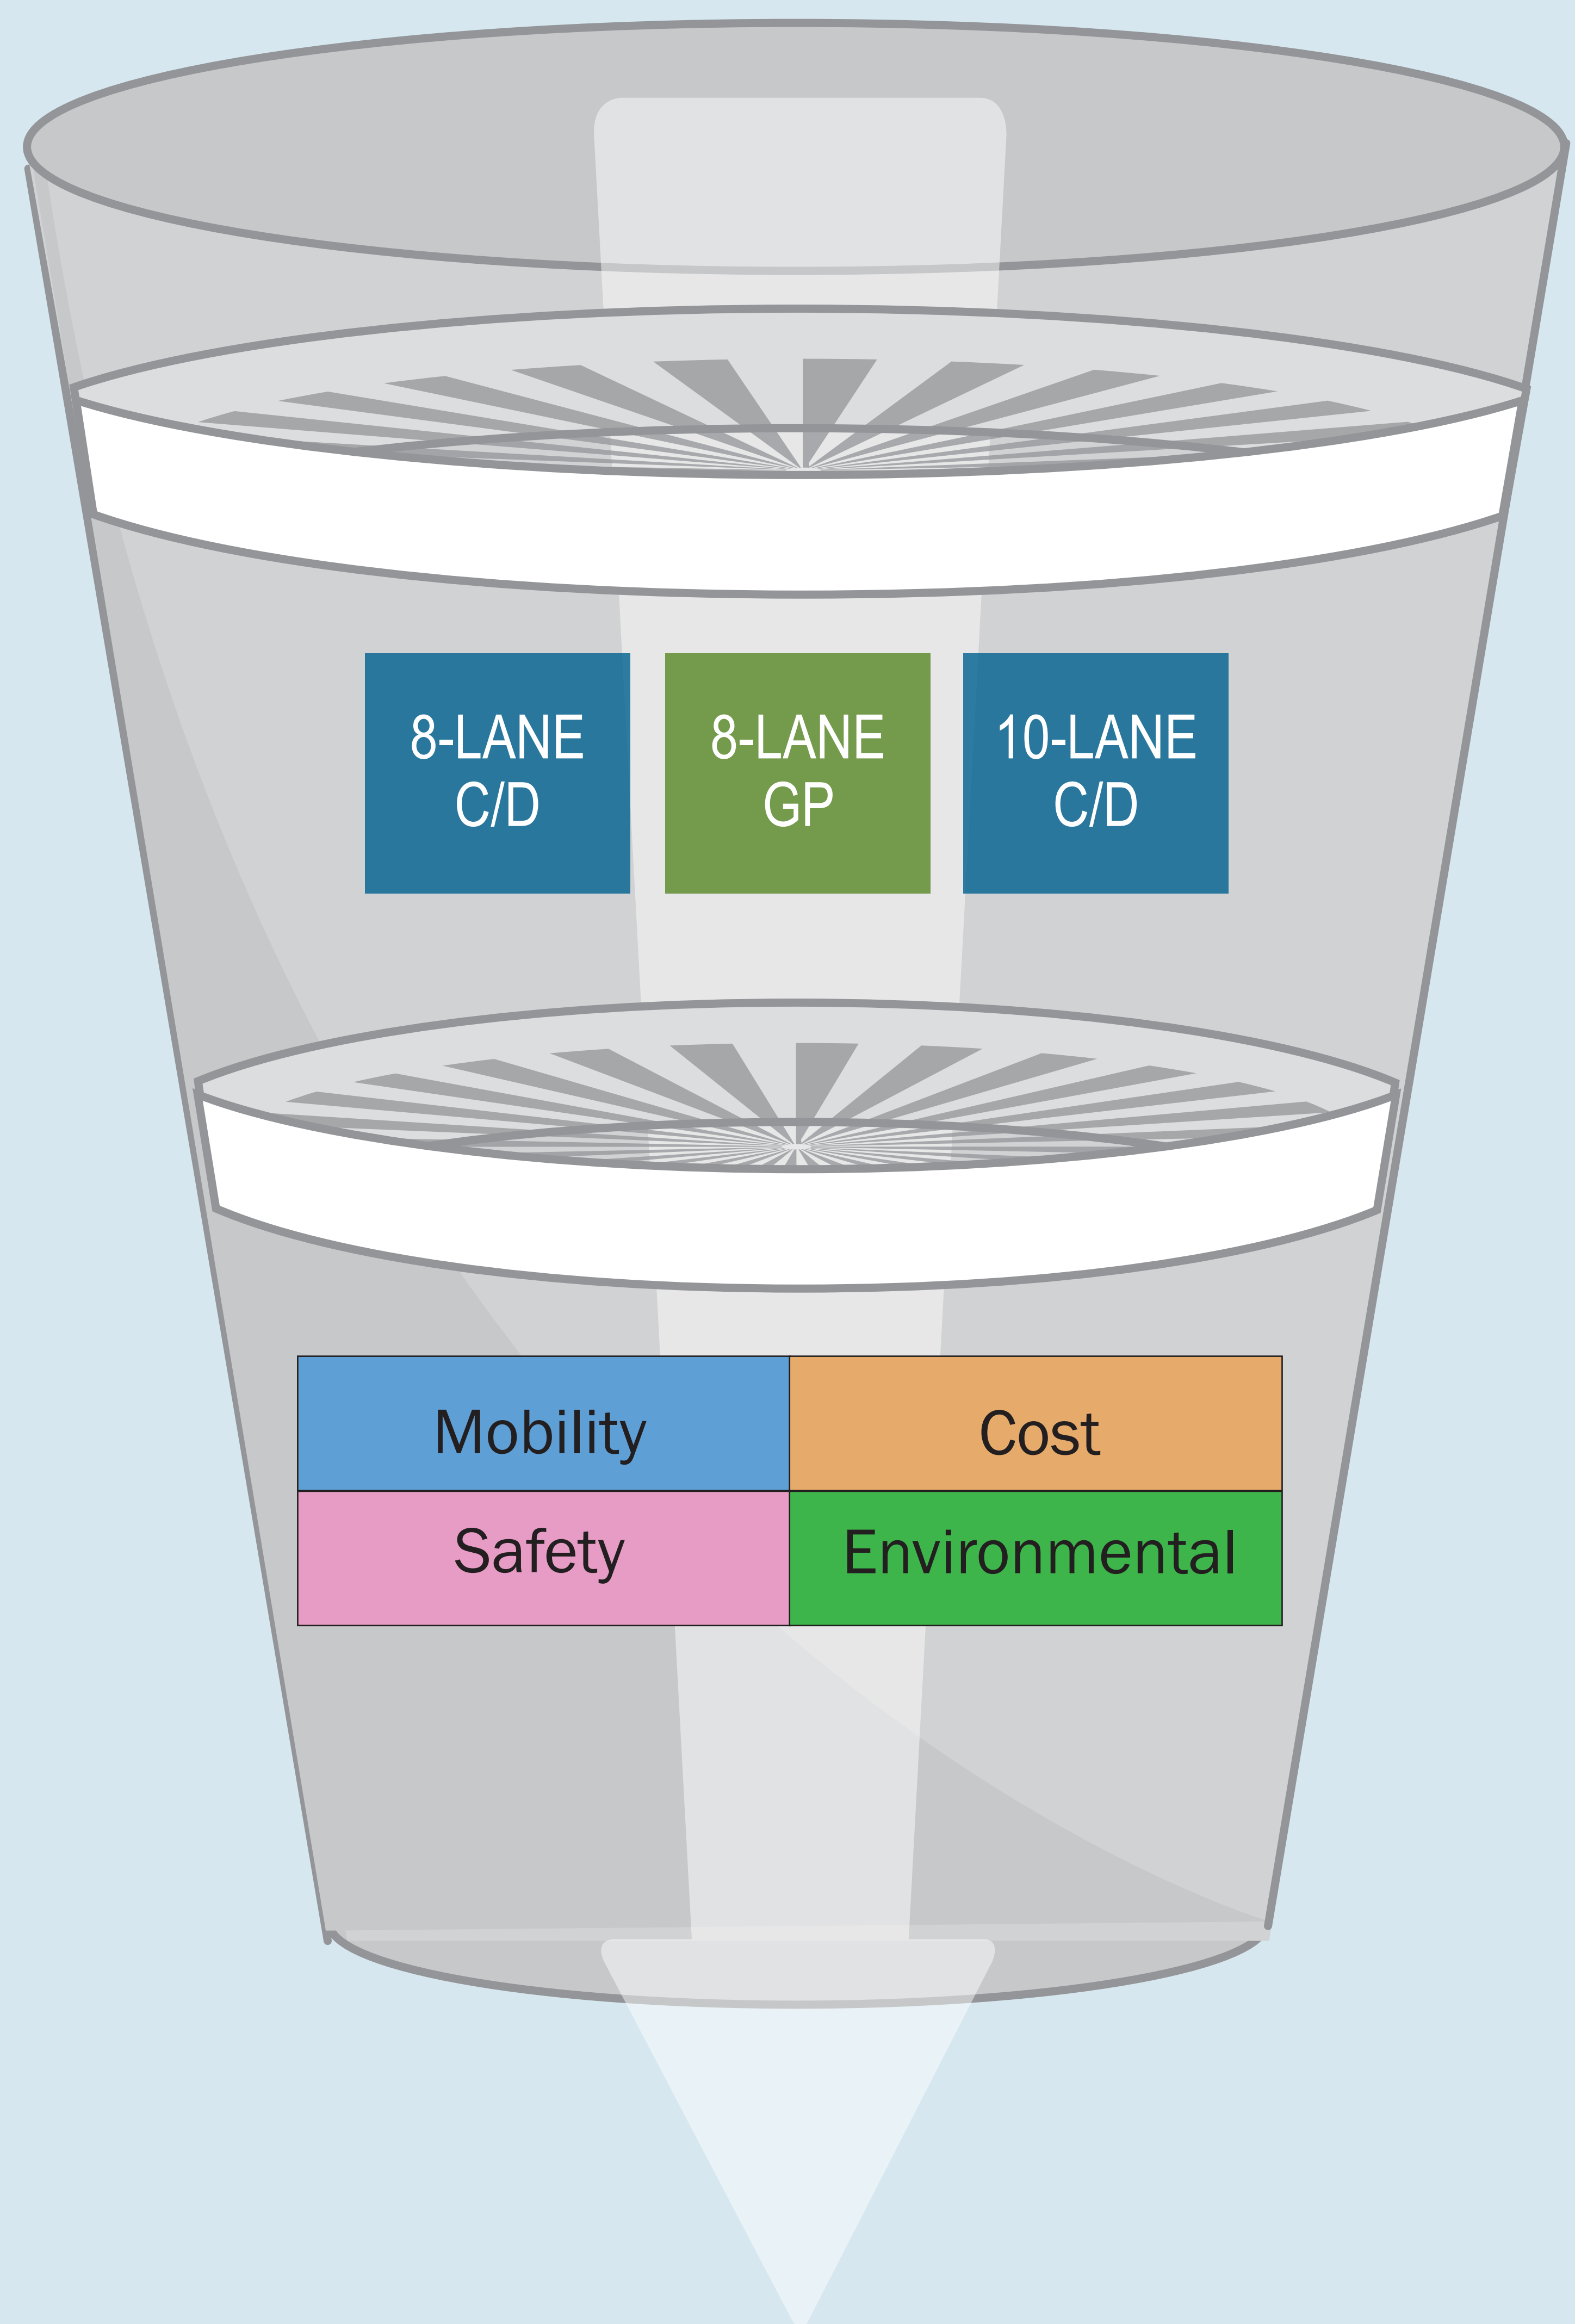 8-LANE 8-LANE 10-LANE
C/D GP C/D
Mobility Cost
Safety Environmental